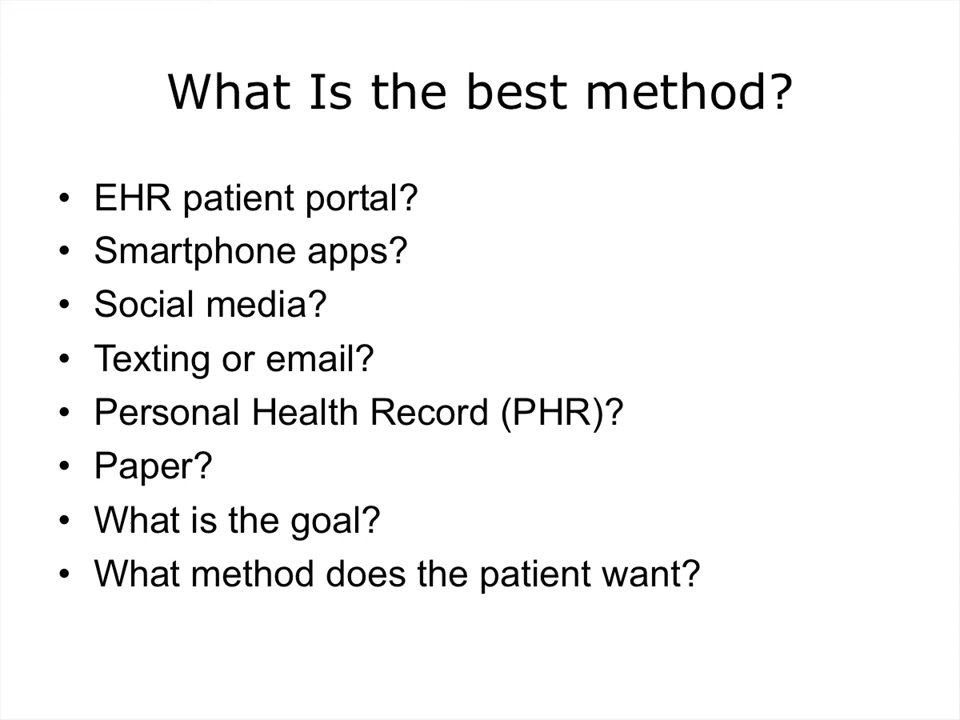 What Is the best method?
• EHR patient portal?
• Smartphone apps?
• Social media?
• Texting or email?
• Personal Health Record (PHR)?
• Paper?
• What is the goal?
• What method does the patient want?